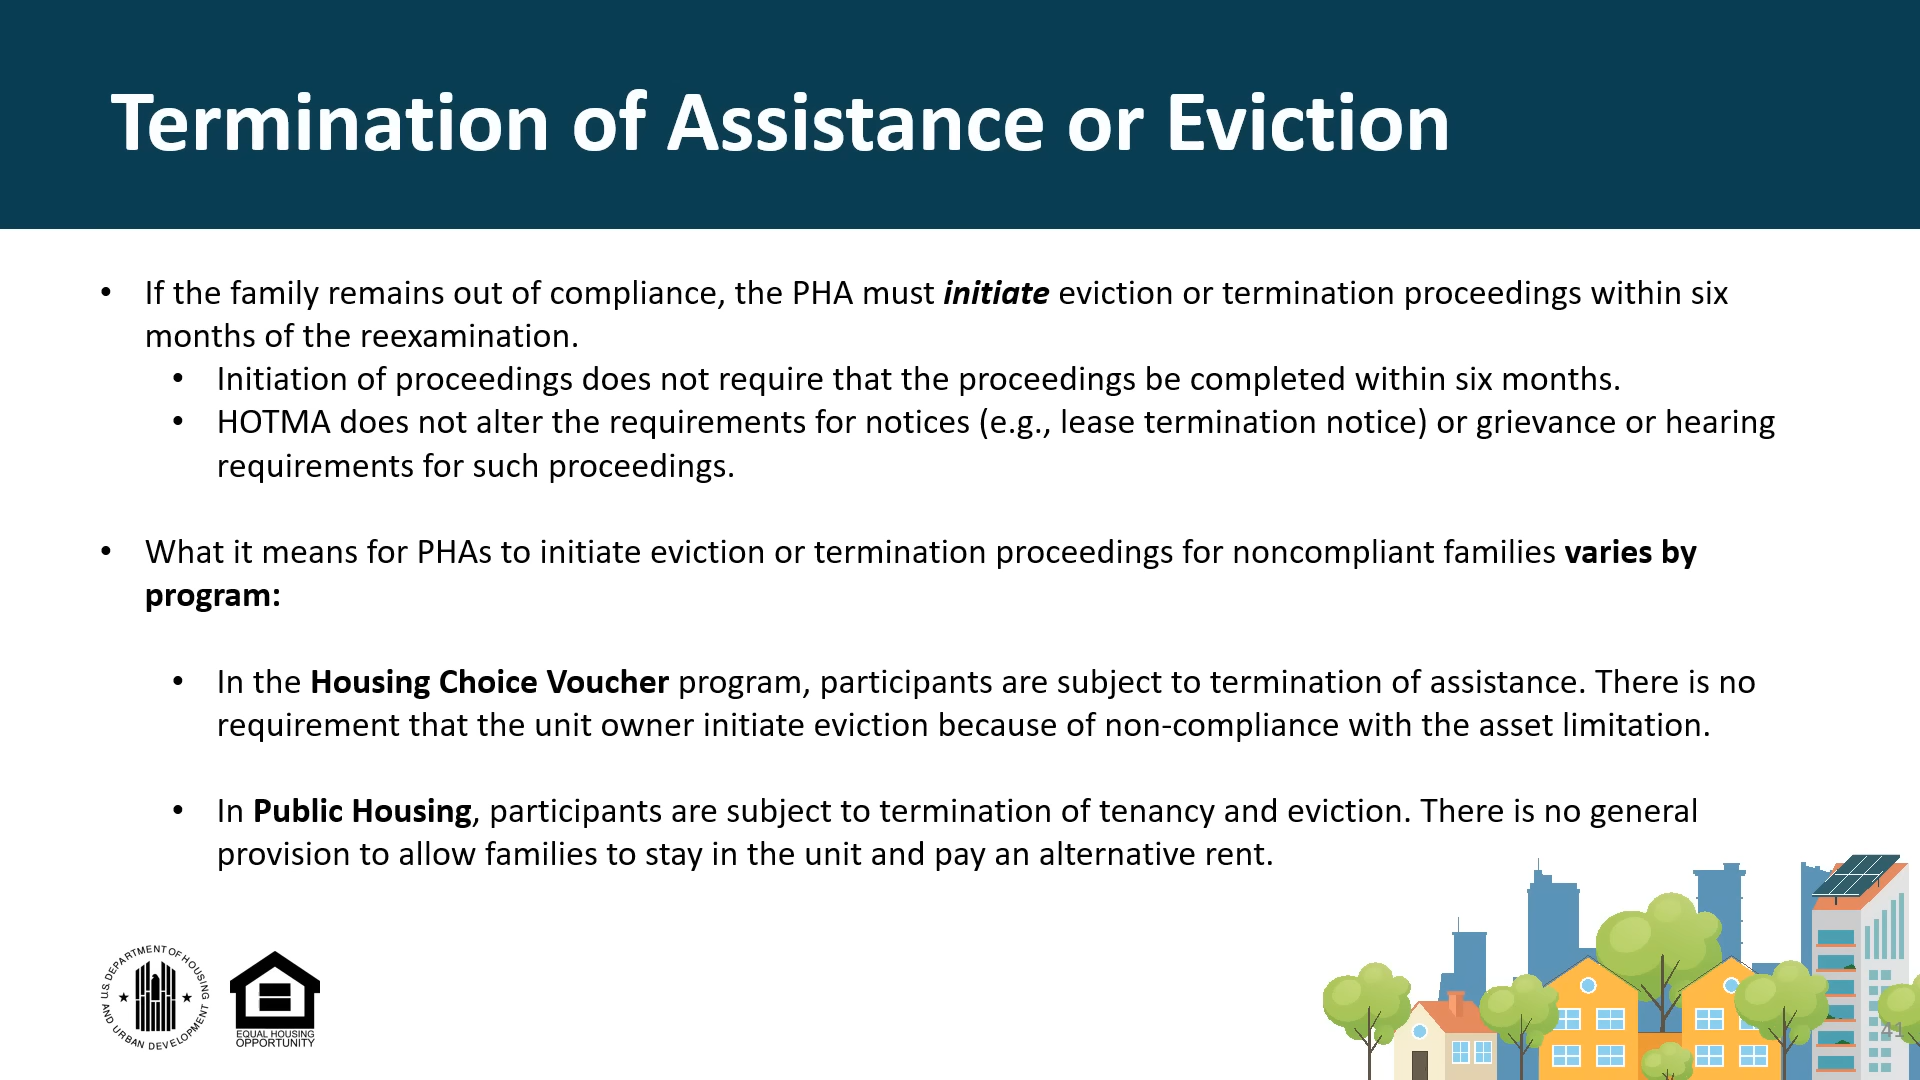 Termination of Assistance or Eviction
• If the family remains out of compliance, the PHA must initiate eviction or termination proceedings within six
months of the reexamination.
• Initiation of proceedings does not require that the proceedings be completed within six months.
• HOTMA does not alter the requirements for notices (e.g., lease termination notice) or grievance or hearing
requirements for such proceedings.
• What it means for PHAs to initiate eviction or termination proceedings for noncompliant families varies by
program:
• In the Housing Choice Voucher program, participants are subject to termination of assistance. There is no
requirement that the unit owner initiate eviction because of non-compliance with the asset limitation.
• In Public Housing, participants are subject to termination of tenancy and eviction. There is no general
provision to allow families to stay in the unit and pay an alternative rent.
U.S. DEPARTMENT OF HOUSING
AND URBAN DEVELOPMENT
EQUAL HOUSING
OPPORTUNITY
41